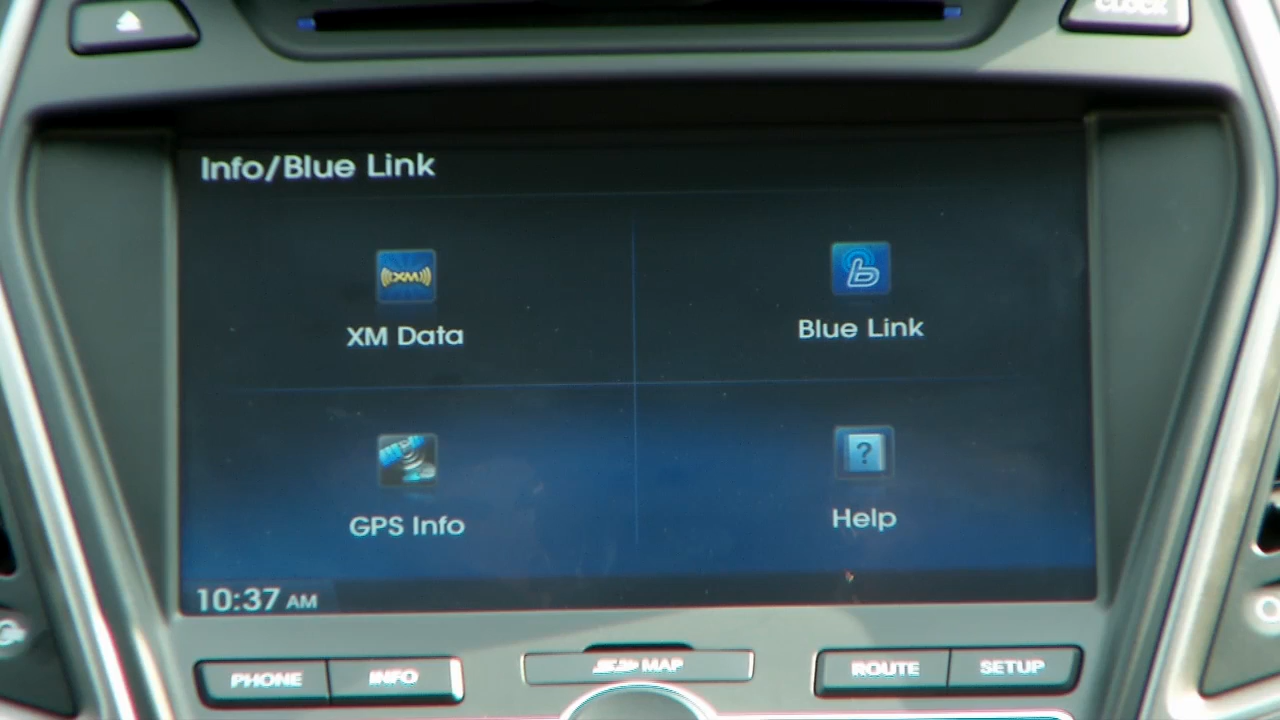 CLOCK
Info/Blue Link
XM
XM Data
b
Blue Link
GPS Info
?
Help
10:37 AM
PHONE INFO MAP ROUTE SETUP